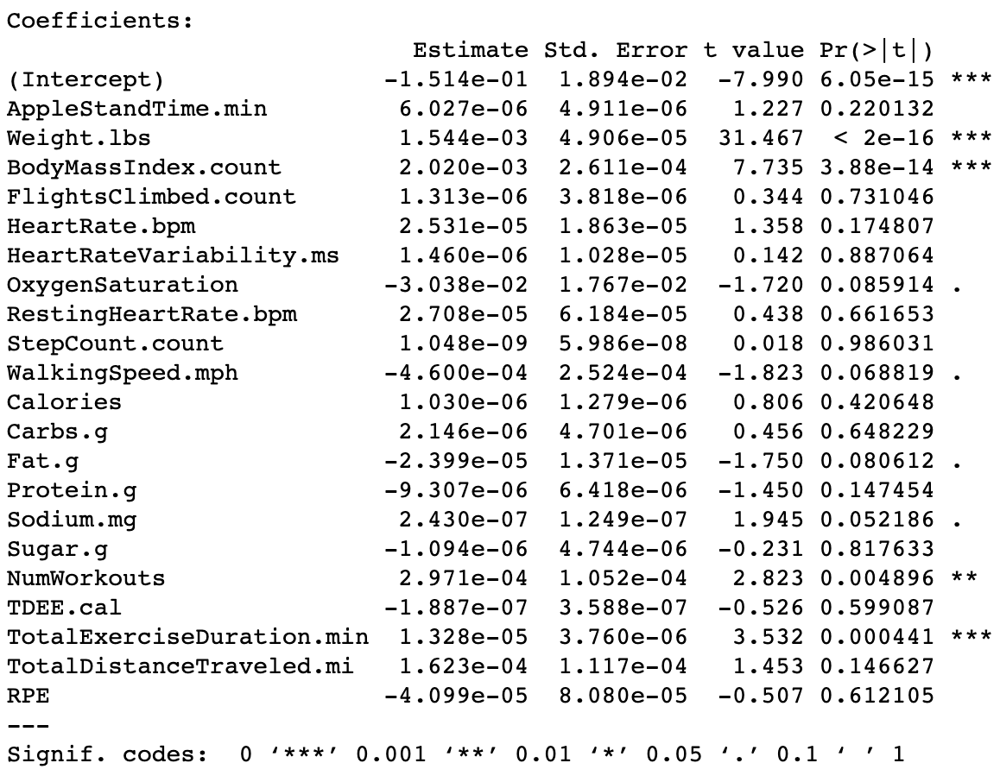 Coefficients:
Estimate Std. Error t value Pr(>|t|)
(Intercept) -1.514e-01 1.894e-02 -7.990 6.05e-15 ***
AppleStandTime.min 6.027e-06 4.911e-06 1.227 0.220132
Weight.lbs 1.544e-03 4.906e-05 31.467 < 2e-16 ***
BodyMassIndex.count 2.020e-03 2.611e-04 7.735 3.88e-14 ***
FlightsClimbed.count 1.313e-06 3.818e-06 0.344 0.731046
HeartRate.bpm 2.531e-05 1.863e-05 1.358 0.174807
HeartRateVariability.ms 1.460e-06 1.028e-05 0.142 0.887064
OxygenSaturation -3.038e-02 1.767e-02 -1.720 0.085914 .
RestingHeartRate.bpm 2.708e-05 6.184e-05 0.438 0.661653
StepCount.count 1.048e-09 5.986e-08 0.018 0.986031
WalkingSpeed.mph -4.600e-04 2.524e-04 -1.823 0.068819 .
Calories 1.030e-06 1.279e-06 0.806 0.420648
Carbs.g 2.146e-06 4.701e-06 0.456 0.648229
Fat.g -2.399e-05 1.371e-05 -1.750 0.080612 .
Protein.g -9.307e-06 6.418e-06 -1.450 0.147454
Sodium.mg 2.430e-07 1.249e-07 1.945 0.052186 .
Sugar.g -1.094e-06 4.744e-06 -0.231 0.817633
NumWorkouts 2.971e-04 1.052e-04 2.823 0.004896 **
TDEE.cal -1.887e-07 3.588e-07 -0.526 0.599087
TotalExerciseDuration.min 1.328e-05 3.760e-06 3.532 0.000441 ***
TotalDistanceTraveled.mi 1.623e-04 1.117e-04 1.453 0.146627
RPE -4.099e-05 8.080e-05 -0.507 0.612105
---
Signif. codes: 0 ‘***’ 0.001 ‘**’ 0.01 ‘*’ 0.05 ‘.’ 0.1 ‘ ’ 1